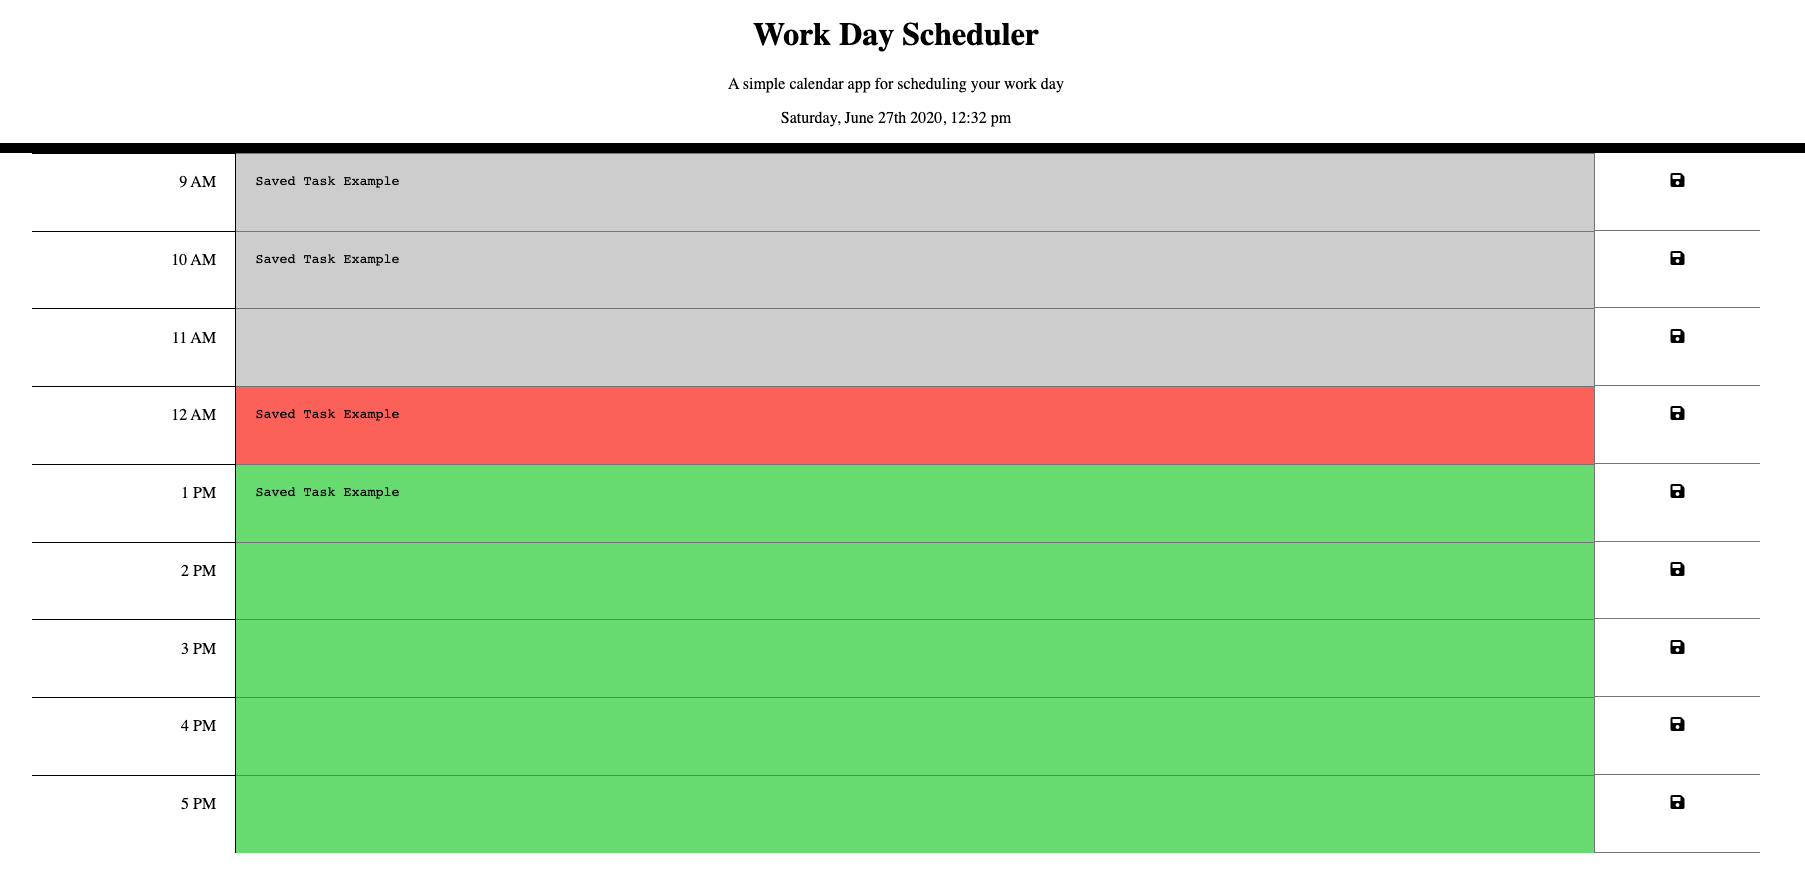 Work Day Scheduler
A simple calendar app for scheduling your work day
Saturday, June 27th 2020, 12:32 pm
9 AM Saved Task Example
10 AM Saved Task Example
11 AM
12 AM Saved Task Example
1 PM Saved Task Example
2 PM
3 PM
4 PM
5 PM